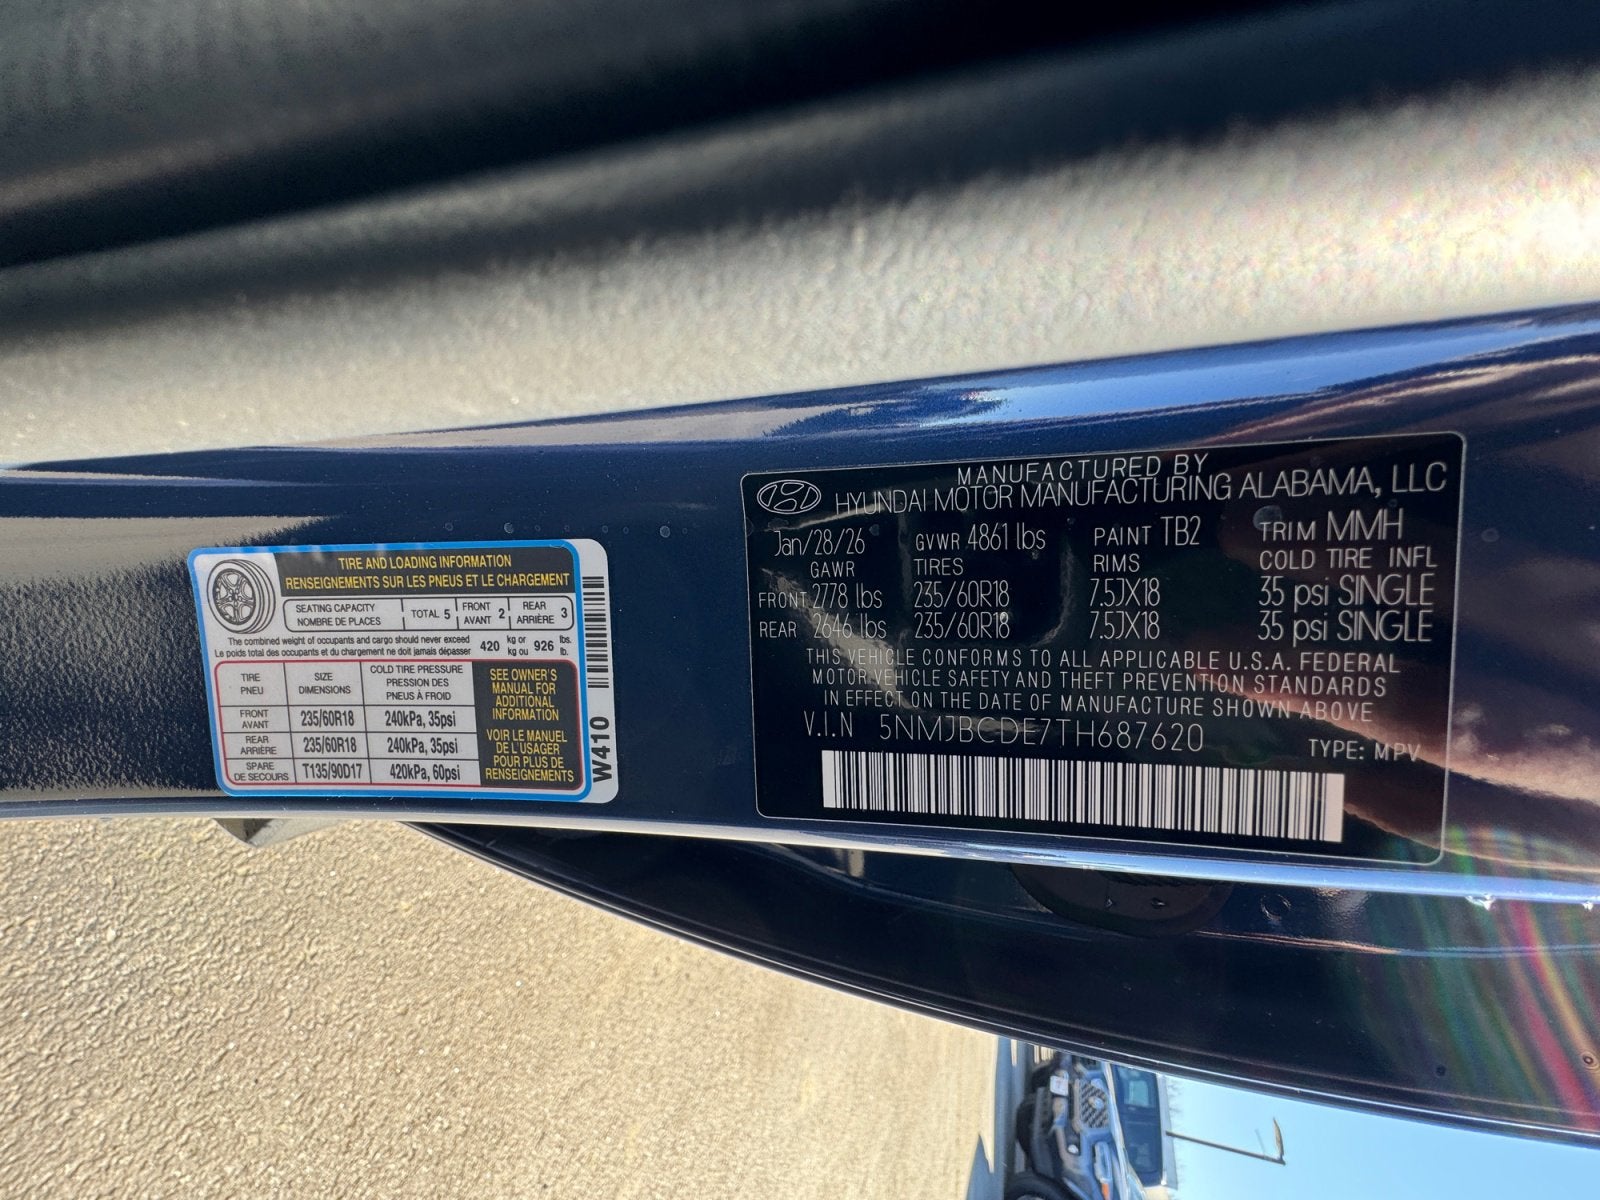 TIRE AND LOADING INFORMATION
RENSEIGNEMENTS SUR LES PNEUS ET LE CHARGEMENT
SEATING CAPACITY
NOMBRE DE PLACES
TOTAL 5
FRONT
AVANT 2
REAR
ARRIÈRE 3
The combined weight of occupants and cargo should never exceed 420 kg or 926 lbs.
Le poids total des occupants et du chargement ne doit jamais dépasser kg ou lb.
TIRE
PNEU
SIZE
DIMENSIONS
COLD TIRE PRESSURE
PRESSION DES
PNEUS À FROID
FRONT
AVANT
235/60R18
240kPa, 35psi
REAR
ARRIÈRE
235/60R18
240kPa, 35psi
SPARE
DE SECOURS
T135/90D17
420kPa, 60psi
SEE OWNER'S
MANUAL FOR
ADDITIONAL
INFORMATION
VOIR LE MANUEL
DE L'USAGER
POUR PLUS DE
RENSEIGNEMENTS
W410
MANUFACTURED BY
HYUNDAI MOTOR MANUFACTURING ALABAMA, LLC
Jan/28/26 GVWR 4861 lbs PAINT TB2 TRIM MMH
GAWR TIRES RIMS COLD TIRE INFL
FRONT 2778 lbs 235/60R18 7.5JX18 35 psi SINGLE
REAR 2646 lbs 235/60R18 7.5JX18 35 psi SINGLE
THIS VEHICLE CONFORMS TO ALL APPLICABLE U.S.A. FEDERAL
MOTOR VEHICLE SAFETY AND THEFT PREVENTION STANDARDS
IN EFFECT ON THE DATE OF MANUFACTURE SHOWN ABOVE
V.I.N 5NMJBCDE7TH687620
TYPE: MPV